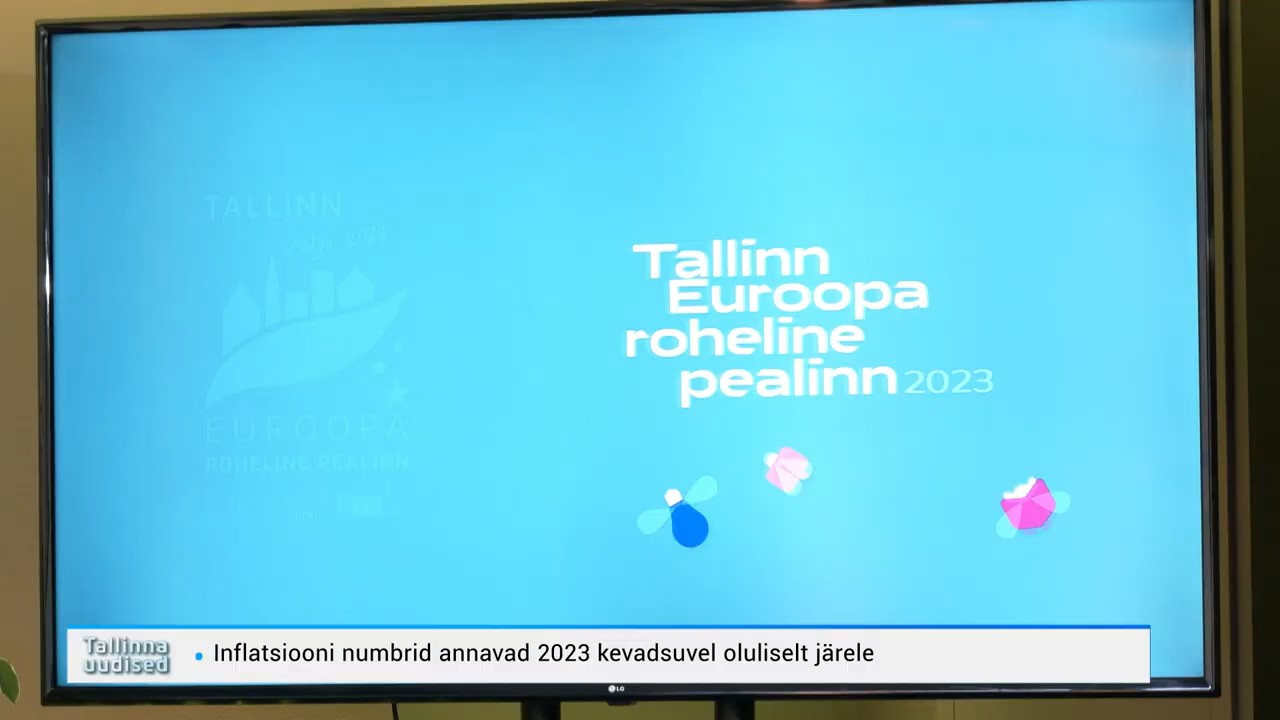 TALLINN
EUROOPA
ROHELINE PEALINN
Tallinn
Euroopa
roheline
pealinn 2023
Tallinna
uudised
• Inflatsiooni numbrid annavad 2023 kevadsuvel oluliselt järele
LG